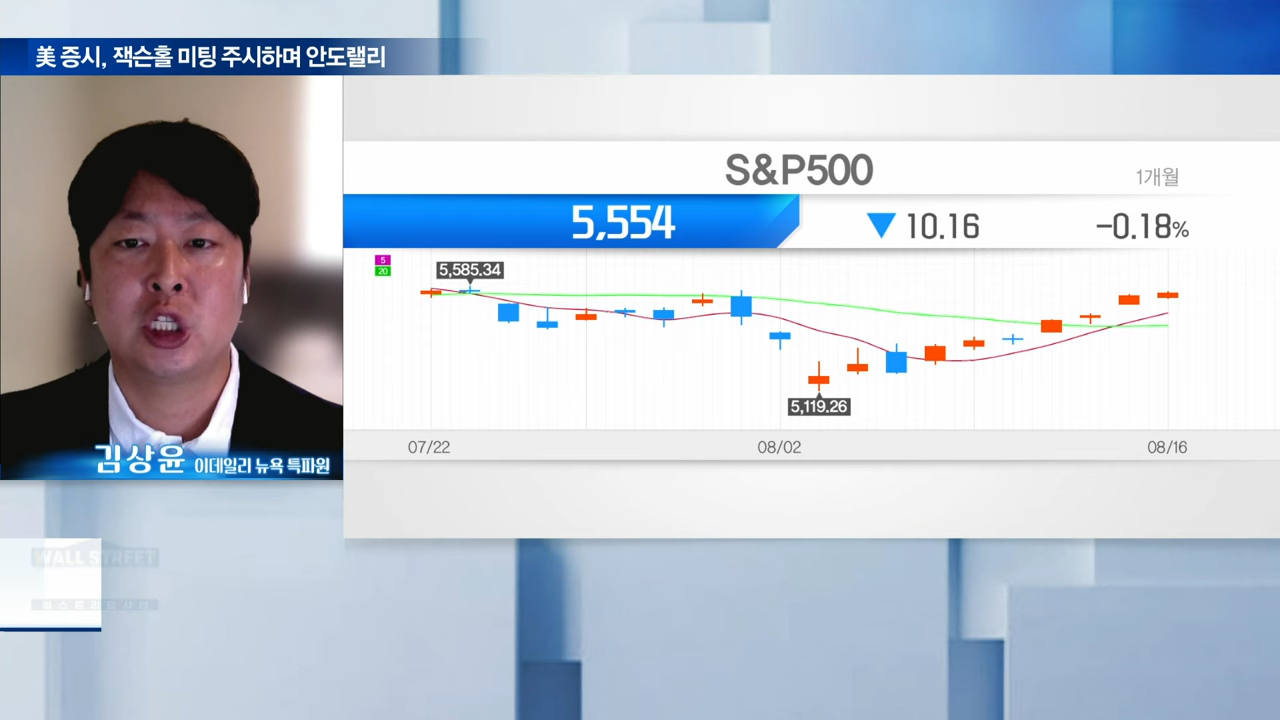 美 증시, 잭슨홀 미팅 주시하며 안도랠리
S&P500
1개월
5,554
▼ 10.16
-0.18%
5
20
5,585.34
5,119.26
07/22
08/02
08/16
김상윤 이데일리 뉴욕 특파원
WALL STREET